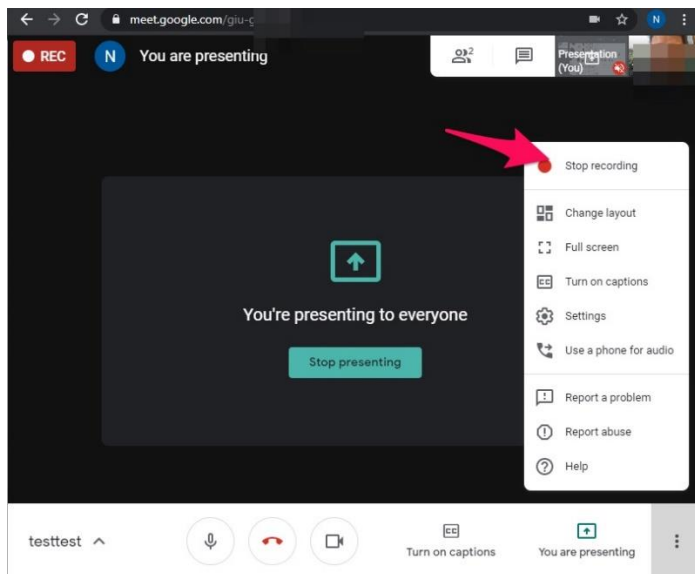 meet.google.com/giu-
N
REC
N
You are presenting
2
Presentation
(You)
Stop recording
Change layout
Full screen
CC
Turn on captions
Settings
Use a phone for audio
You're presenting to everyone
Stop presenting
Report a problem
Report abuse
Help
testtest
CC
Turn on captions
You are presenting